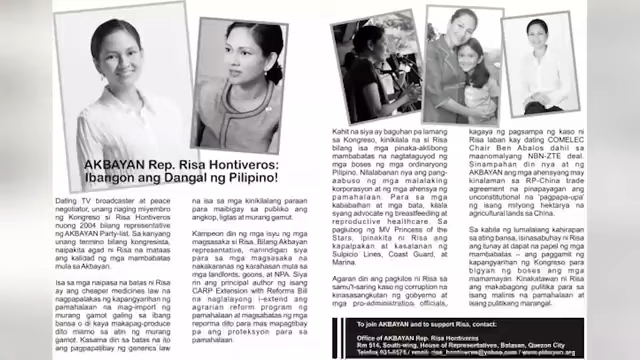 AKBAYAN Rep. Risa Hontiveros:
Ibangon ang Dangal ng Pilipino!
Dating TV broadcaster at peace
negotiator, unang naging miyembro
ng Kongreso si Risa Hontiveros
nuong 2004 bilang representative
ng AKBAYAN Party-list. Sa kanyang
unang termino bilang kongresista,
naipakita agad ni Risa na mataas
ang kalidad ng mga mambabatas
mula sa Akbayan.
Isa sa mga naipasa na batas ni Risa
ay ang cheaper medicines law na
nagpapalakas ng kapangyarihan ng
pamahalaan na mag-import ng
murang gamot galing sa ibang
bansa o di kaya makapag-produce
dito mismo sa atin ng murang
gamot. Kasama din sa batas na ito
ang pagpapatibay ng generics law
na isa sa mga kinikilalang paraan
para maibigay sa publiko ang
angkop, ligtas at murang gamut.
Kampeon din ng mga isyu ng mga
magsasaka si Risa. Bilang Akbayan
representative, naninindigan siya
para sa mga magsasaka na
nakakaranas ng karahasan mula sa
mga landlords, goons, at NPA. Siya
rin ang principal author ng isang
CARP Extension with Reforms Bill
na naglalayong i-extend ang
agrarian reform program ng
pamahalaan at magsabatas ng mga
reporma dito para mas mapagtibay
pa ang proteksyon para sa
pamahalaan.
Kahit na siya ay baguhan pa lamang
sa Kongreso, kinikilala na si Risa
bilang isa sa mga pinaka-aktibong
mambabatas na nagtataguyod ng
mga boses ng mga ordinaryong
Pilipino. Nilalabanan niya ang pang-
aabuso ng mga malalaking
korporasyon at ng mga ahensya ng
pamahalaan. Para sa mga
kababaihan at mga bata, kilala
siyang advocate ng breastfeeding at
reproductive healthcare. Sa
paglubog ng MV Princess of the
Stars, ipinakita ni Risa ang
kapalpakan at kasalanan ng
Sulpicio Lines, Coast Guard, at
Marina.
Agaran din ang pagkilos ni Risa sa
samu't-saring kaso ng corruption na
kinasasangkutan ng gobyerno at
mga pro-administration officials,
kagaya ng pagsampa ng kaso ni
Risa laban kay dating COMELEC
Chair Ben Abalos dahil sa
maanomalyang NBN-ZTE deal.
Sinampahan din nya at ng
AKBAYAN ang mga ahensyang may
kinalaman sa RP-China trade
agreement na pinapayagan ang
unconstitutional na 'pagpapa-upa'
ng isang milyong hektarya na
agricultural lands sa China.
Sa kabila ng lumalalang kahirapan
sa ating bansa, isinasabuhay ni Risa
ang tunay at dapat na papel ng mga
mambabatas – ang paggamit ng
kapangyarihan ng Kongreso para
bigyan ng boses ang mga
mamamayan. Kinakatawan ni Risa
ang makabagong pulitika para sa
isang malinis na pamahalaan at
isang pulitikang marangal.
To join AKBAYAN and to support Risa, contact:
Office of AKBAYAN Rep. Risa Hontiveros
Rm 514, South-wing, House of Representatives, Batasan, Quezon City